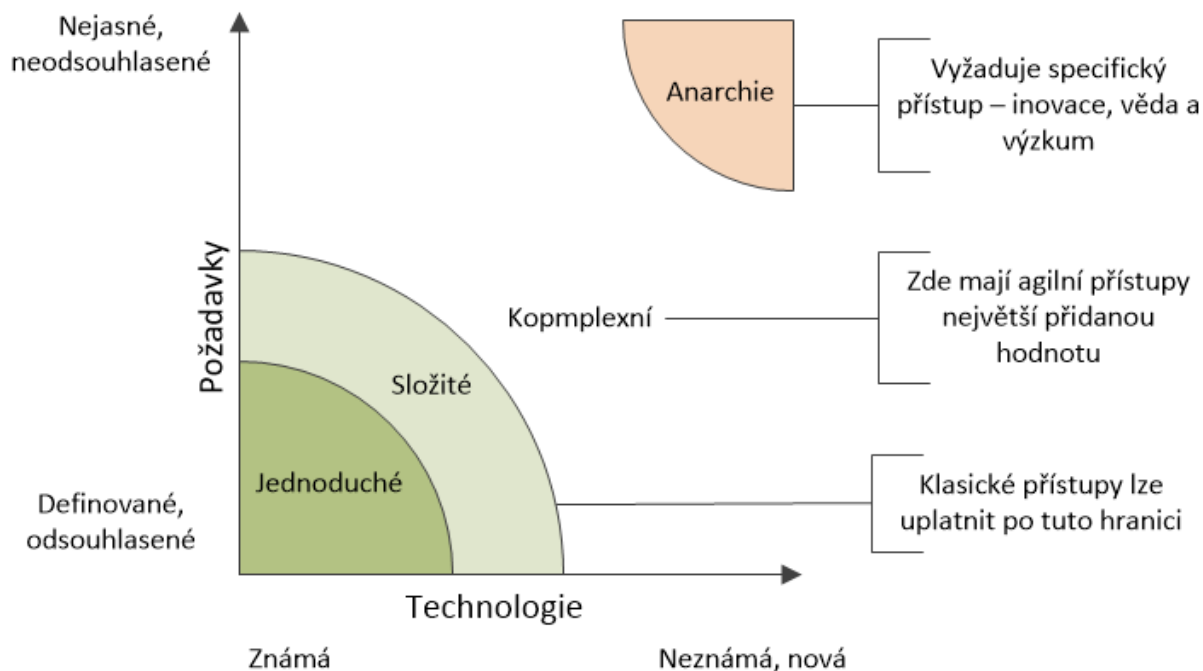 Nejasné,
neodsouhlasené
Anarchie
Vyžaduje specifický
přístup – inovace, věda a
výzkum
Požadavky
Kopmplexní
Zde mají agilní přístupy
největší přidanou
hodnotu
Složité
Jednoduché
Definované,
odsouhlasené
Klasické přístupy lze
uplatnit po tuto hranici
Technologie
Známá
Neznámá, nová